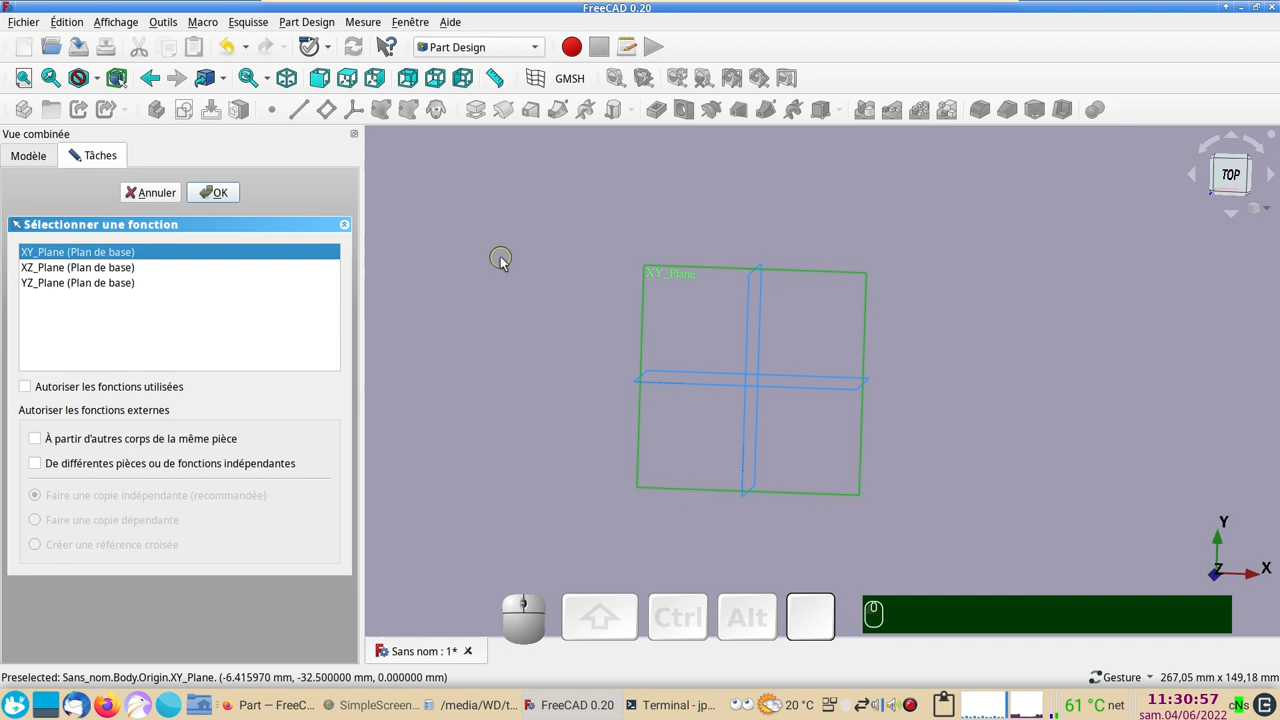 FreeCAD 0.20
Fichier Édition Affichage Outils Macro Esquisse Part Design Mesure Fenêtre Aide
Part Design
GMSH
Vue combinée
Modèle Tâches
Annuler OK
Sélectionner une fonction
XY_Plane (Plan de base)
XZ_Plane (Plan de base)
YZ_Plane (Plan de base)
Autoriser les fonctions utilisées
Autoriser les fonctions externes
À partir d'autres corps de la même pièce
De différentes pièces ou de fonctions indépendantes
Faire une copie indépendante (recommandée)
Faire une copie dépendante
Créer une référence croisée
XY_Plane
TOP
Y
X
Z
Ctrl Alt
Sans nom : 1*
Preselected: Sans_nom.Body.Origin.XY_Plane. (-6.415970 mm, -32.500000 mm, 0.000000 mm)
Gesture 267,05 mm x 149,18 mm
Part — FreeC... SimpleScreen... /media/WD/t... FreeCAD 0.20 Terminal - jp... 20 °C 61 °C net 11:30:57
sam.04/06/2022